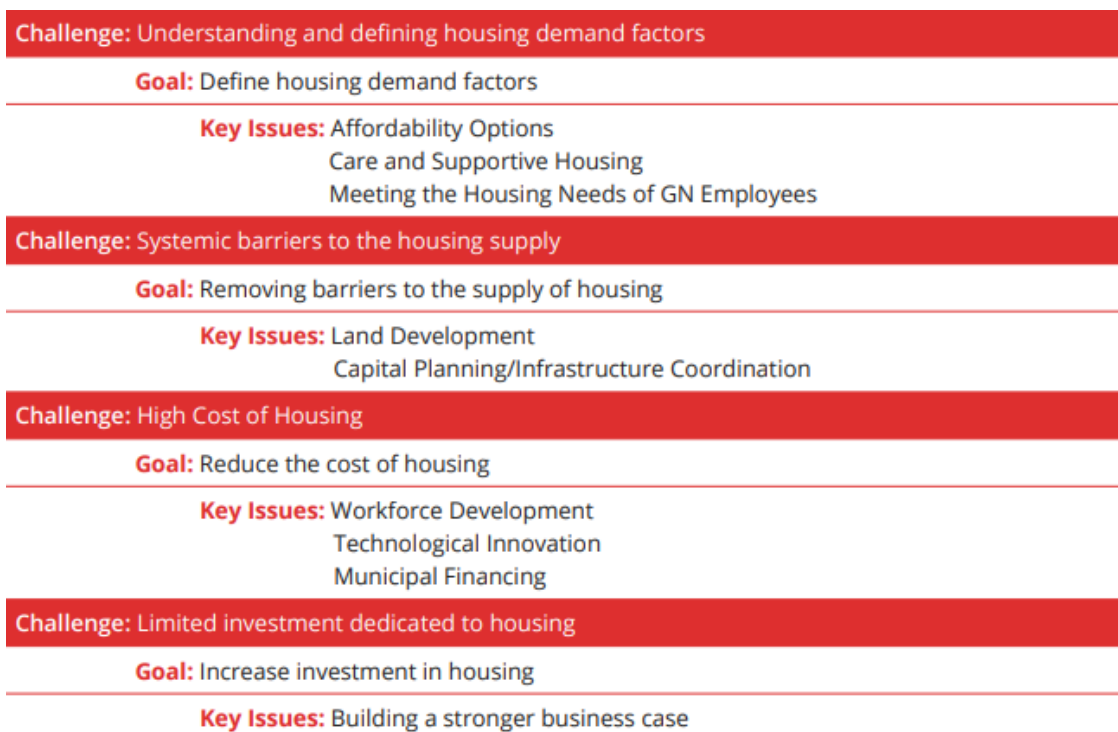 Challenge: Understanding and defining housing demand factors
Goal: Define housing demand factors
Key Issues: Affordability Options
Care and Supportive Housing
Meeting the Housing Needs of GN Employees
Challenge: Systemic barriers to the housing supply
Goal: Removing barriers to the supply of housing
Key Issues: Land Development
Capital Planning/Infrastructure Coordination
Challenge: High Cost of Housing
Goal: Reduce the cost of housing
Key Issues: Workforce Development
Technological Innovation
Municipal Financing
Challenge: Limited investment dedicated to housing
Goal: Increase investment in housing
Key Issues: Building a stronger business case